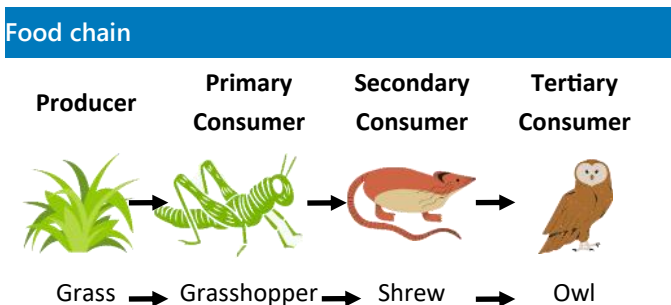 Food chain
Producer
Primary
Consumer
Secondary
Consumer
Tertiary
Consumer
Grass Grasshopper Shrew Owl